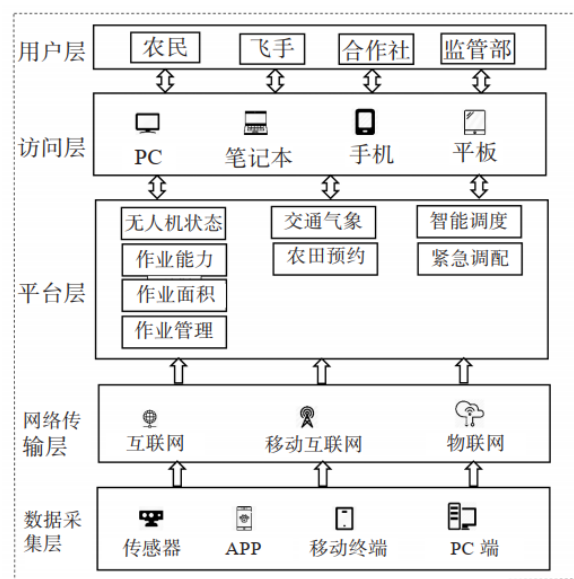 用户层
农民 飞手 合作社 监管部
访问层
PC 笔记本 手机 平板
平台层
无人机状态 交通气象 智能调度
作业能力 农田预约 紧急调配
作业面积
作业管理
网络传
输层
互联网 移动互联网 物联网
数据采
集层
传感器 APP 移动终端 PC 端